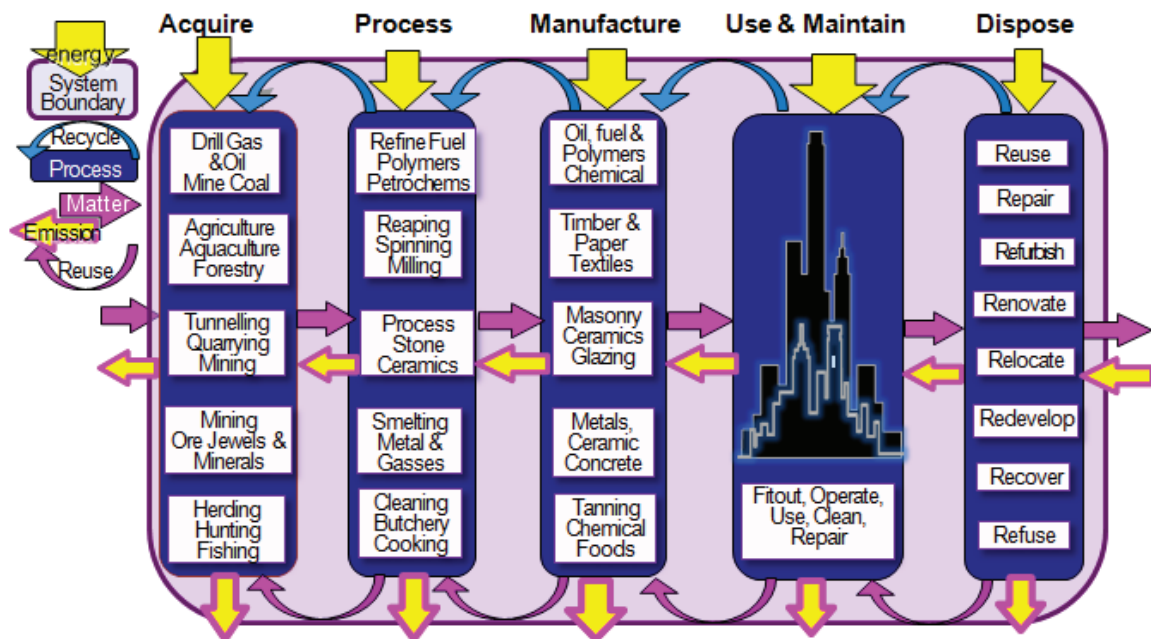 Acquire
Process
Manufacture
Use & Maintain
Dispose
energy
System
Boundary
Recycle
Process
Matter
Emission
Reuse
Drill Gas
&Oil
Mine Coal
Agriculture
Aquaculture
Forestry
Tunnelling
Quarrying
Mining
Mining
Ore Jewels &
Minerals
Herding
Hunting
Fishing
Refine Fuel
Polymers
Petrochems
Reaping
Spinning
Milling
Process
Stone
Ceramics
Smelting
Metal &
Gasses
Cleaning
Butchery
Cooking
Oil, fuel &
Polymers
Chemical
Timber &
Paper
Textiles
Masonry
Ceramics
Glazing
Metals,
Ceramic
Concrete
Tanning
Chemical
Foods
Fitout, Operate,
Use, Clean,
Repair
Reuse
Repair
Refurbish
Renovate
Relocate
Redevelop
Recover
Refuse